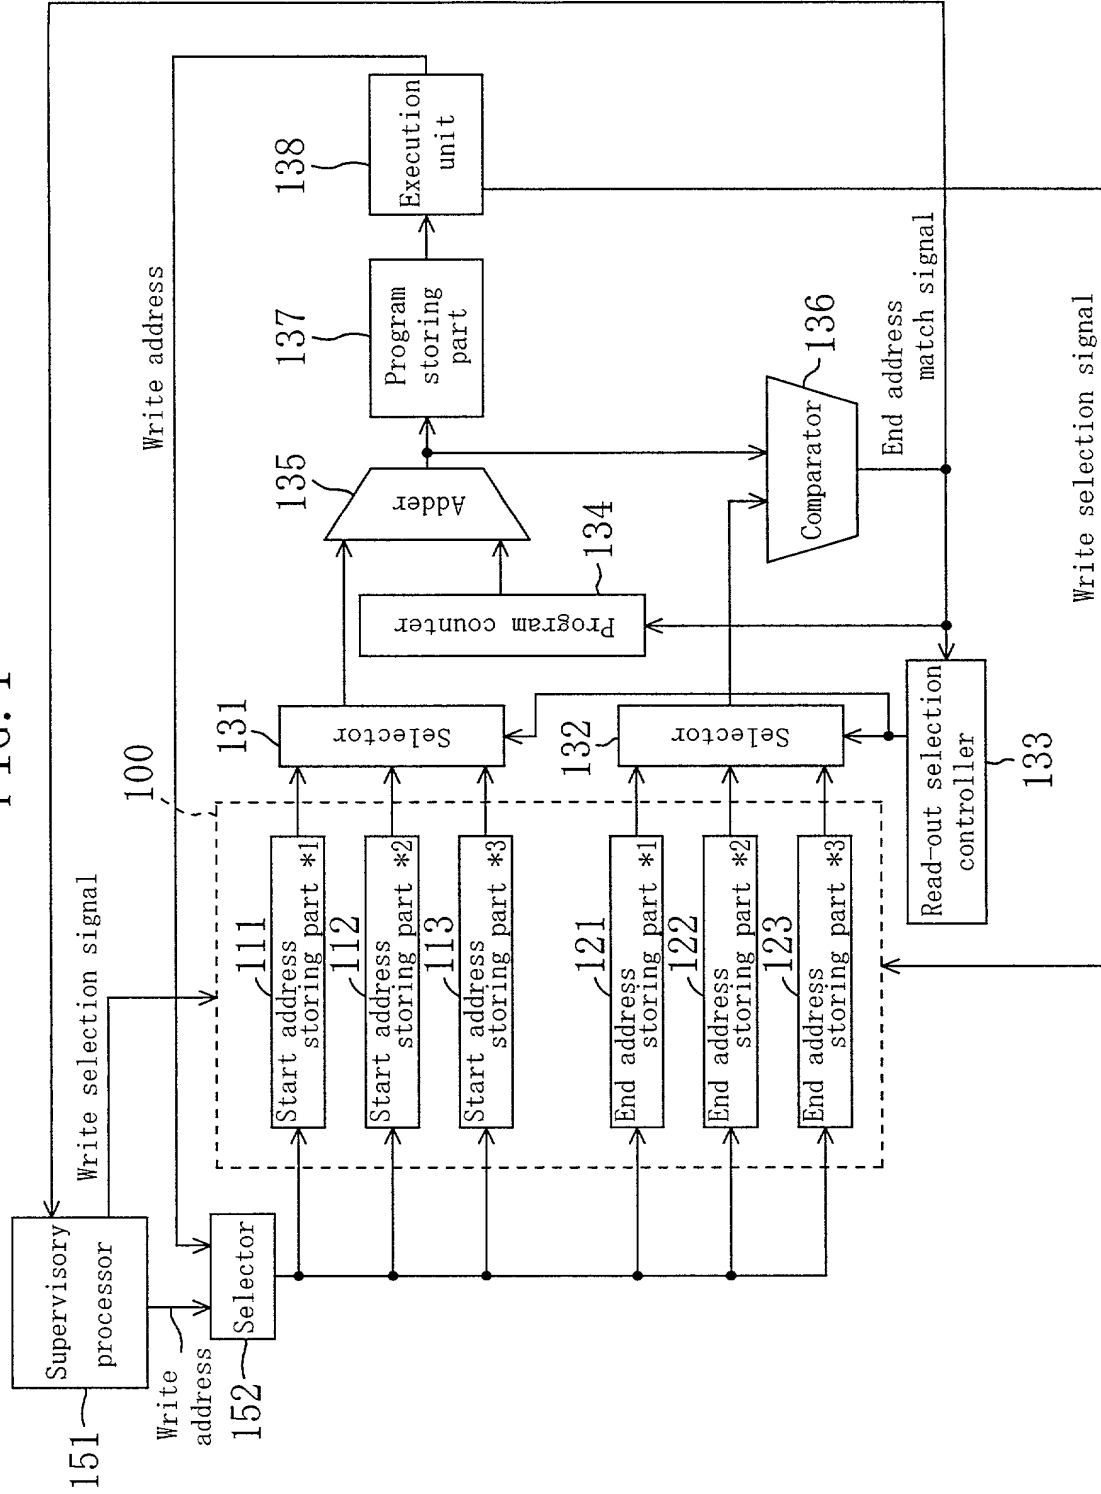 FIG. 1
151
Supervisory
processor
Write selection signal
Write
address
152
Selector
Write address
100
111
Start address
storing part *1
112
Start address
storing part *2
113
Start address
storing part *3
121
End address
storing part *1
122
End address
storing part *2
123
End address
storing part *3
131
Selector
132
Selector
133
Read-out selection
controller
134
Program counter
135
Adder
136
Comparator
End address
match signal
137
Program
storing
part
138
Execution
unit
Write selection signal